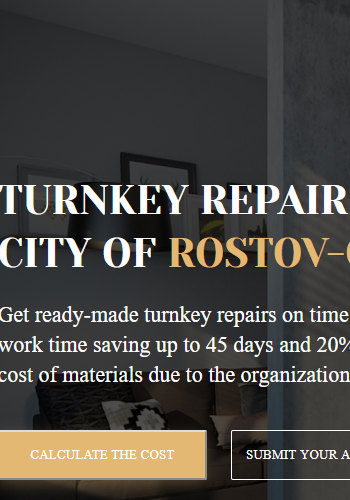 TURNKEY REPAIR
CITY OF ROSTOV-
Get ready-made turnkey repairs on time
work time saving up to 45 days and 20%
cost of materials due to the organization
CALCULATE THE COST
SUBMIT YOUR A